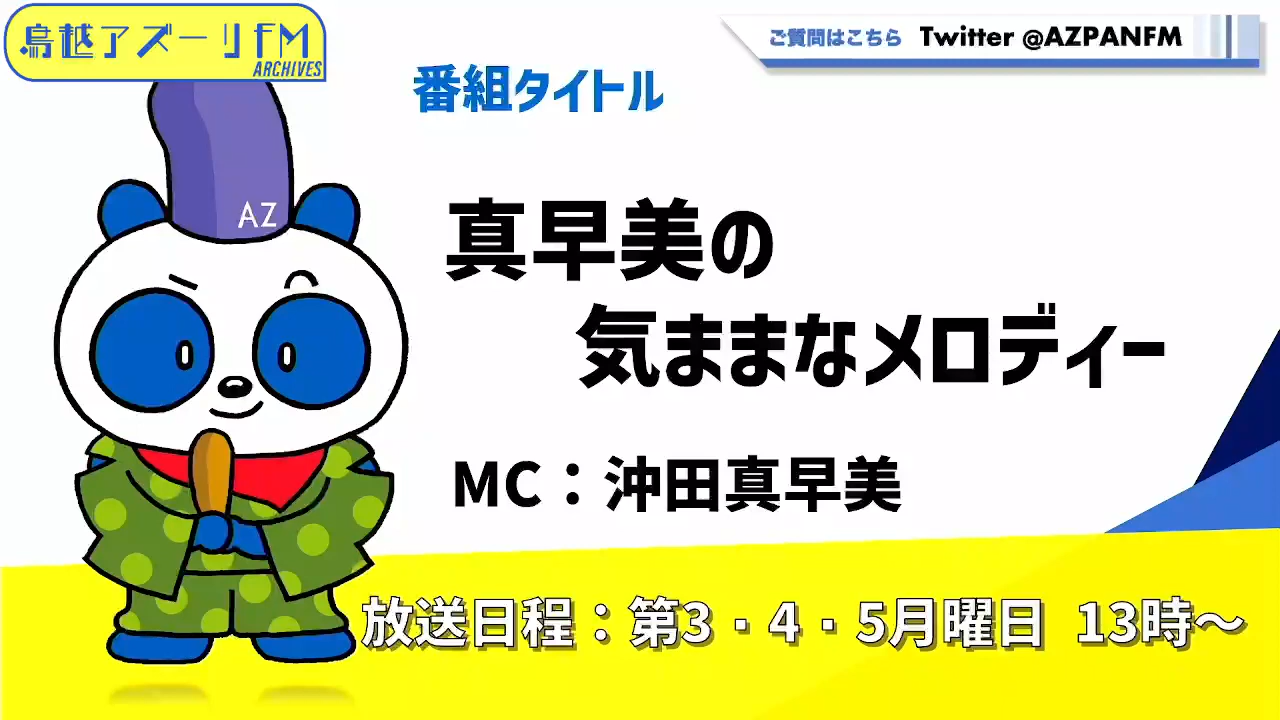 鳥越アズーリFM
ARCHIVES
ご質問はこちら Twitter @AZPANFM
番組タイトル
AZ
真早美の
気ままなメロディー
MC：沖田真早美
放送日程：第3・4・5月曜日 13時～